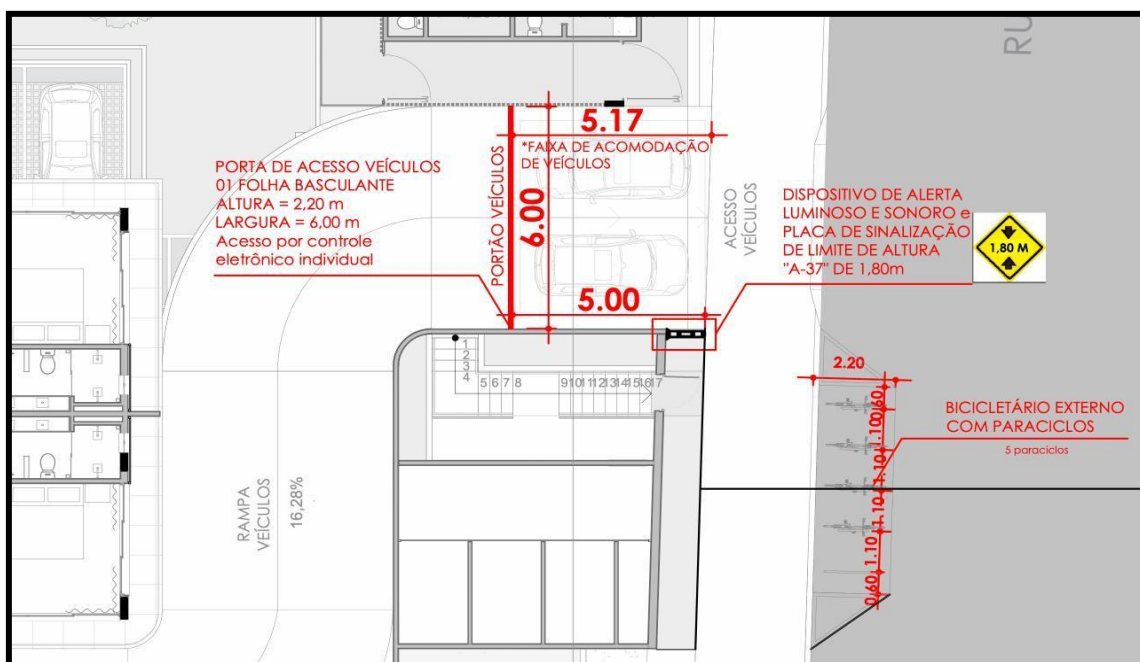 RU
5.17
*FAIXA DE ACOMODAÇÃO
DE VEÍCULOS
PORTA DE ACESSO VEÍCULOS
01 FOLHA BASCULANTE
ALTURA = 2,20 m
LARGURA = 6,00 m
Acesso por controle
eletrônico individual
PORTÃO VEÍCULOS
6.00
5.00
ACESSO
VEÍCULOS
DISPOSITIVO DE ALERTA
LUMINOSO E SONORO e
PLACA DE SINALIZAÇÃO
DE LIMITE DE ALTURA
"A-37" DE 1,80m
1,80 M
1
2
3
4
5 6 7 8 9 10 11 12 13 14 15 16 17
2.20
0.60
1.10
1.10
1.10
1.10
0.60
BICICLETÁRIO EXTERNO
COM PARACICLOS
5 paraciclos
RAMPA
VEÍCULOS
16,28%